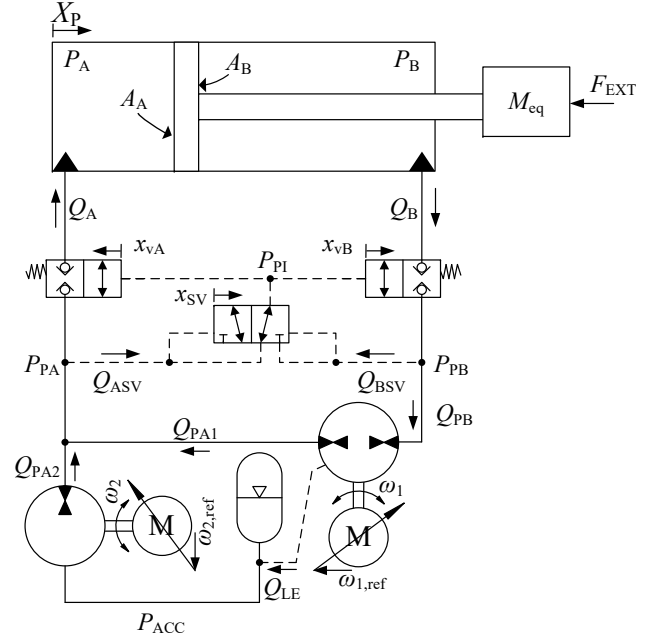 X_P
P_A
A_B
P_B
A_A
M_eq
F_EXT
Q_A
Q_B
x_vA
x_vB
P_PI
x_SV
P_PA
P_PB
Q_ASV
Q_BSV
Q_PB
Q_PA1
Q_PA2
ω_2
M
ω_2,ref
ω_1
M
ω_1,ref
Q_LE
P_ACC